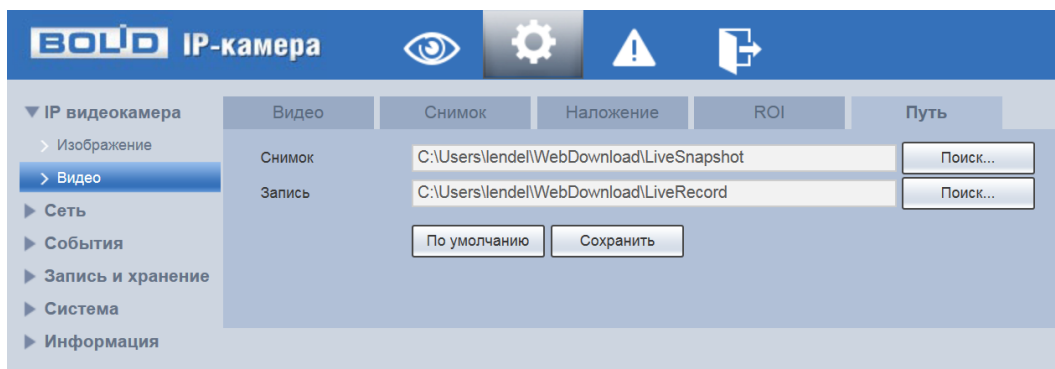 BOLID IP-камера
IP видеокамера
Изображение
Видео
Сеть
События
Запись и хранение
Система
Информация
Видео Снимок Наложение ROI Путь
Снимок C:\Users\lendel\WebDownload\LiveSnapshot Поиск...
Запись C:\Users\lendel\WebDownload\LiveRecord Поиск...
По умолчанию Сохранить